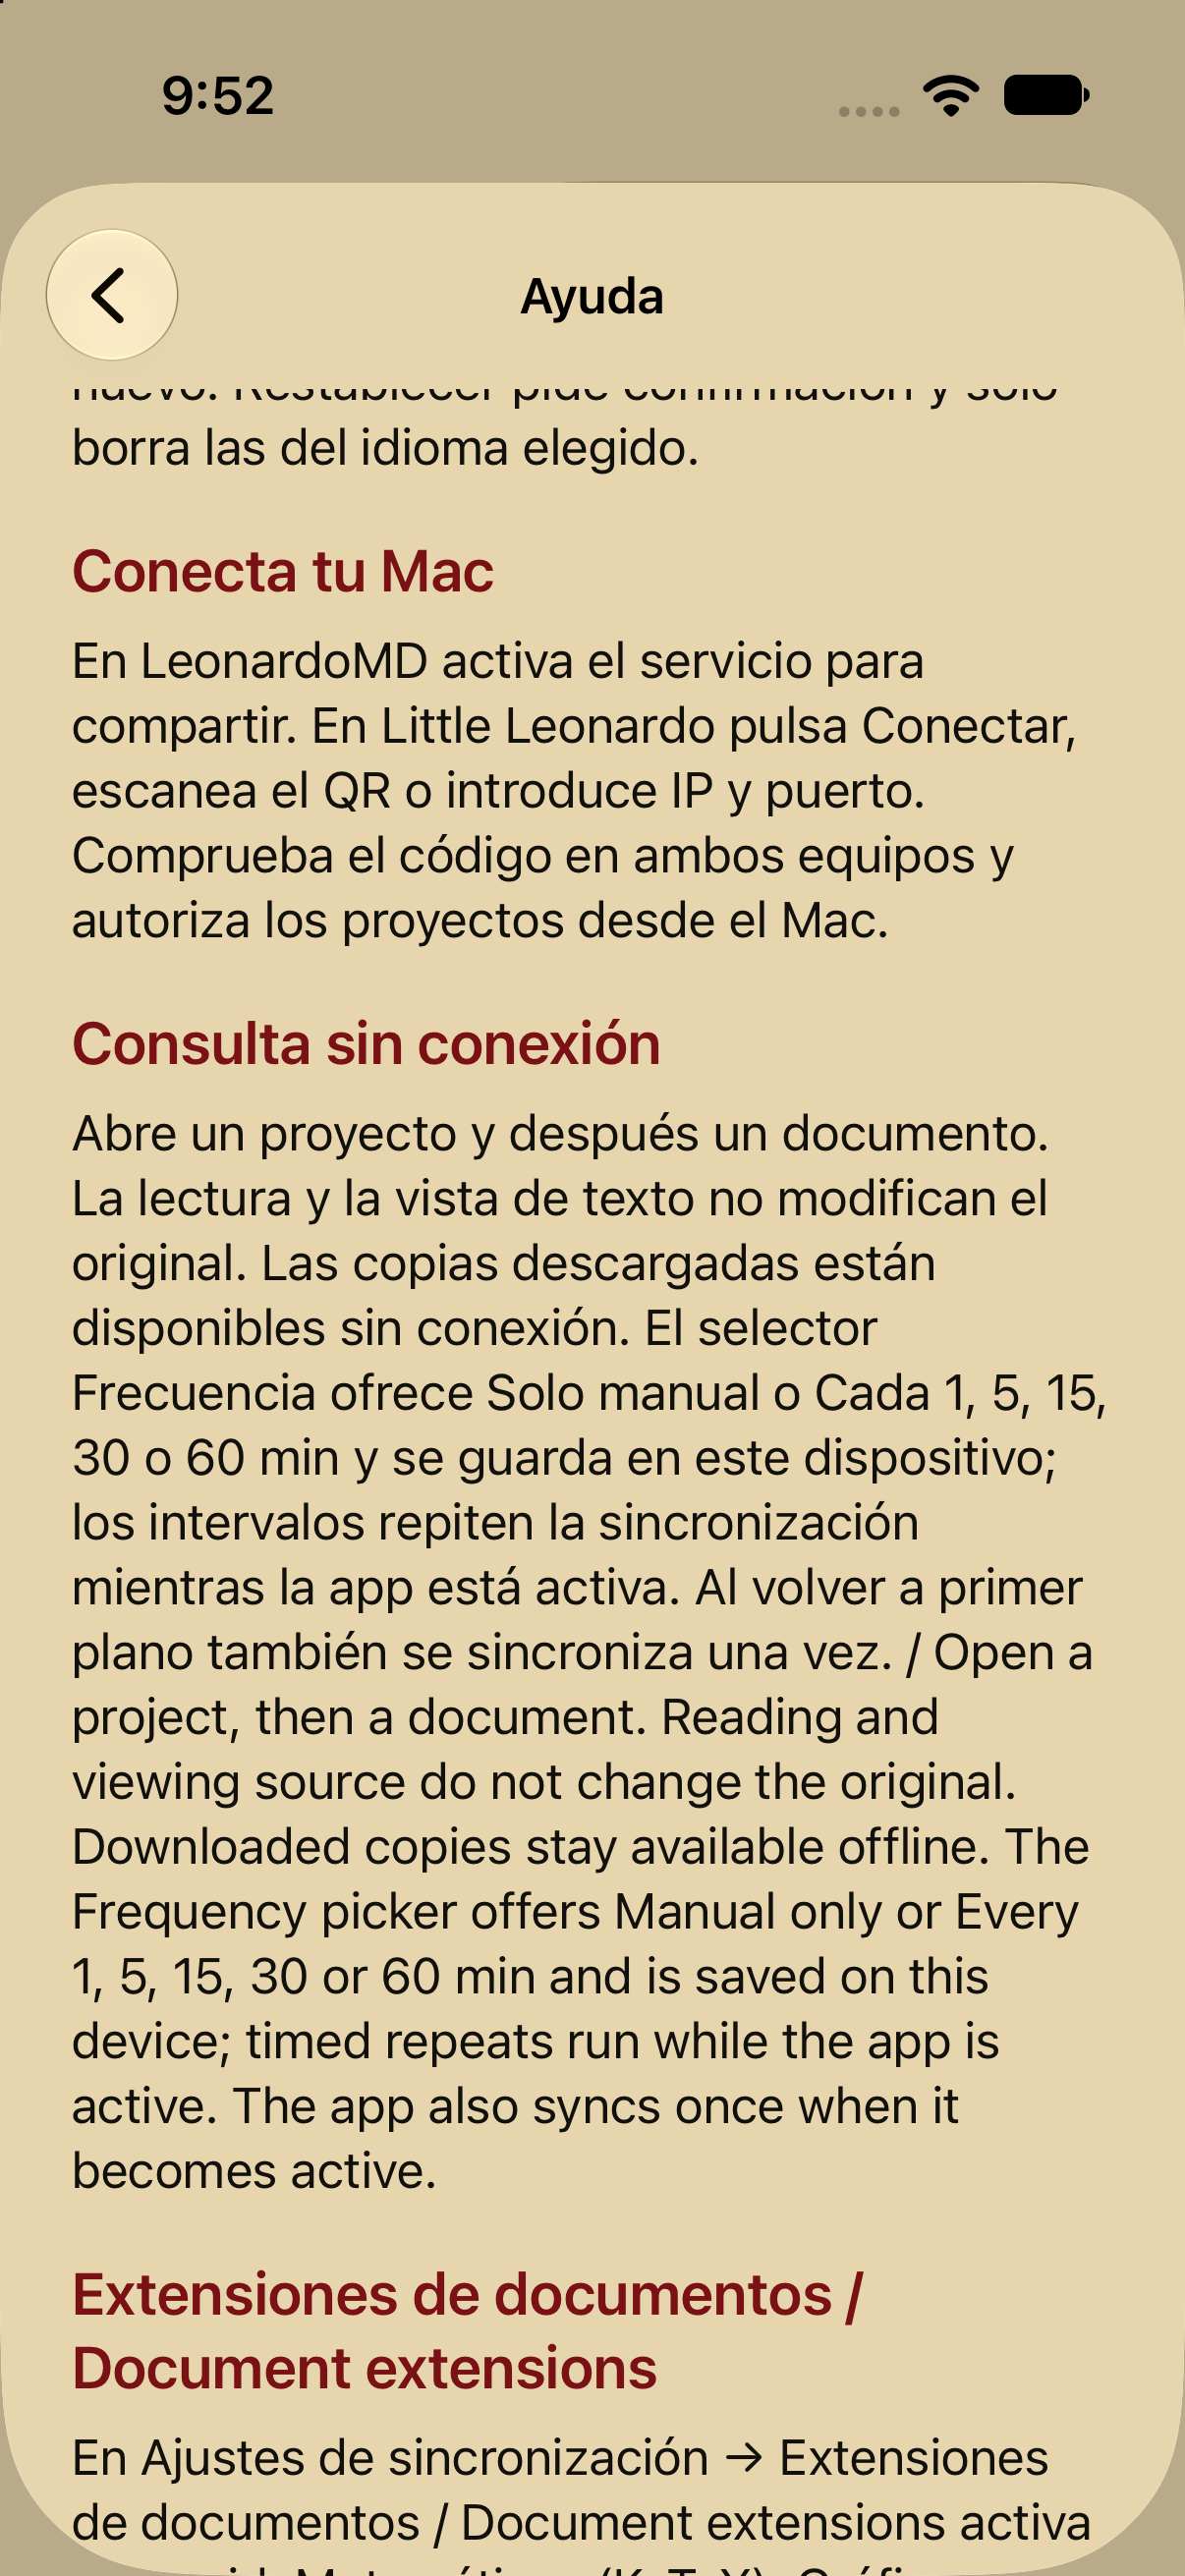 9:52
Ayuda
nuevo. Restablecer pide confirmación y solo
borra las del idioma elegido.
Conecta tu Mac
En LeonardoMD activa el servicio para
compartir. En Little Leonardo pulsa Conectar,
escanea el QR o introduce IP y puerto.
Comprueba el código en ambos equipos y
autoriza los proyectos desde el Mac.
Consulta sin conexión
Abre un proyecto y después un documento.
La lectura y la vista de texto no modifican el
original. Las copias descargadas están
disponibles sin conexión. El selector
Frecuencia ofrece Solo manual o Cada 1, 5, 15,
30 o 60 min y se guarda en este dispositivo;
los intervalos repiten la sincronización
mientras la app está activa. Al volver a primer
plano también se sincroniza una vez. / Open a
project, then a document. Reading and
viewing source do not change the original.
Downloaded copies stay available offline. The
Frequency picker offers Manual only or Every
1, 5, 15, 30 or 60 min and is saved on this
device; timed repeats run while the app is
active. The app also syncs once when it
becomes active.
Extensiones de documentos /
Document extensions
En Ajustes de sincronización → Extensiones
de documentos / Document extensions activa